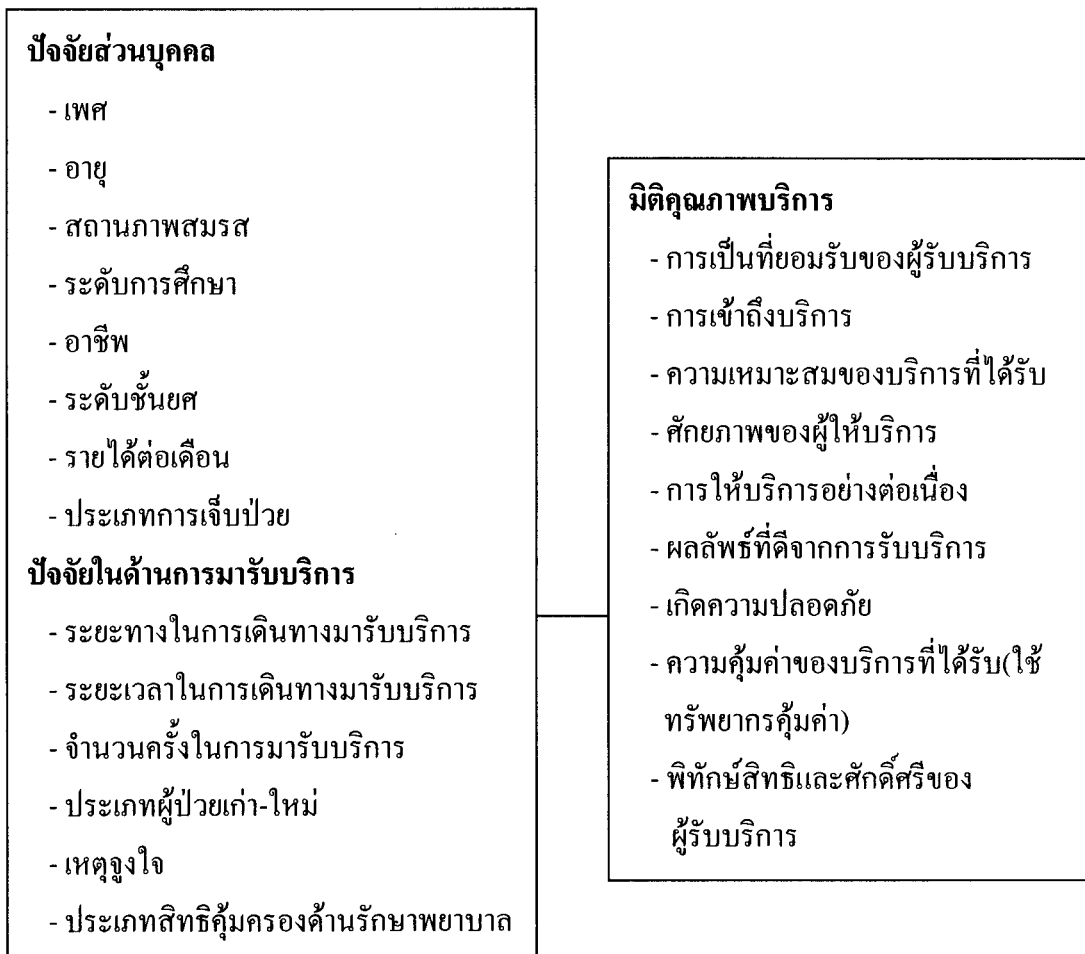 ปัจจัยส่วนบุคคล
- เพศ
- อายุ
- สถานภาพสมรส
- ระดับการศึกษา
- อาชีพ
- ระดับชั้นยศ
- รายได้ต่อเดือน
- ประเภทการเจ็บป่วย
ปัจจัยในด้านการมารับบริการ
- ระยะทางในการเดินทางมารับบริการ
- ระยะเวลาในการเดินทางมารับบริการ
- จำนวนครั้งในการมารับบริการ
- ประเภทผู้ป่วยเก่า-ใหม่
- เหตุจูงใจ
- ประเภทสิทธิคุ้มครองด้านรักษาพยาบาล
มิติคุณภาพบริการ
- การเป็นที่ยอมรับของผู้รับบริการ
- การเข้าถึงบริการ
- ความเหมาะสมของบริการที่ได้รับ
- ศักยภาพของผู้ให้บริการ
- การให้บริการอย่างต่อเนื่อง
- ผลลัพธ์ที่ดีจากการรับบริการ
- เกิดความปลอดภัย
- ความคุ้มค่าของบริการที่ได้รับ(ใช้
ทรัพยากรคุ้มค่า)
- พิทักษ์สิทธิและศักดิ์ศรีของ
ผู้รับบริการ